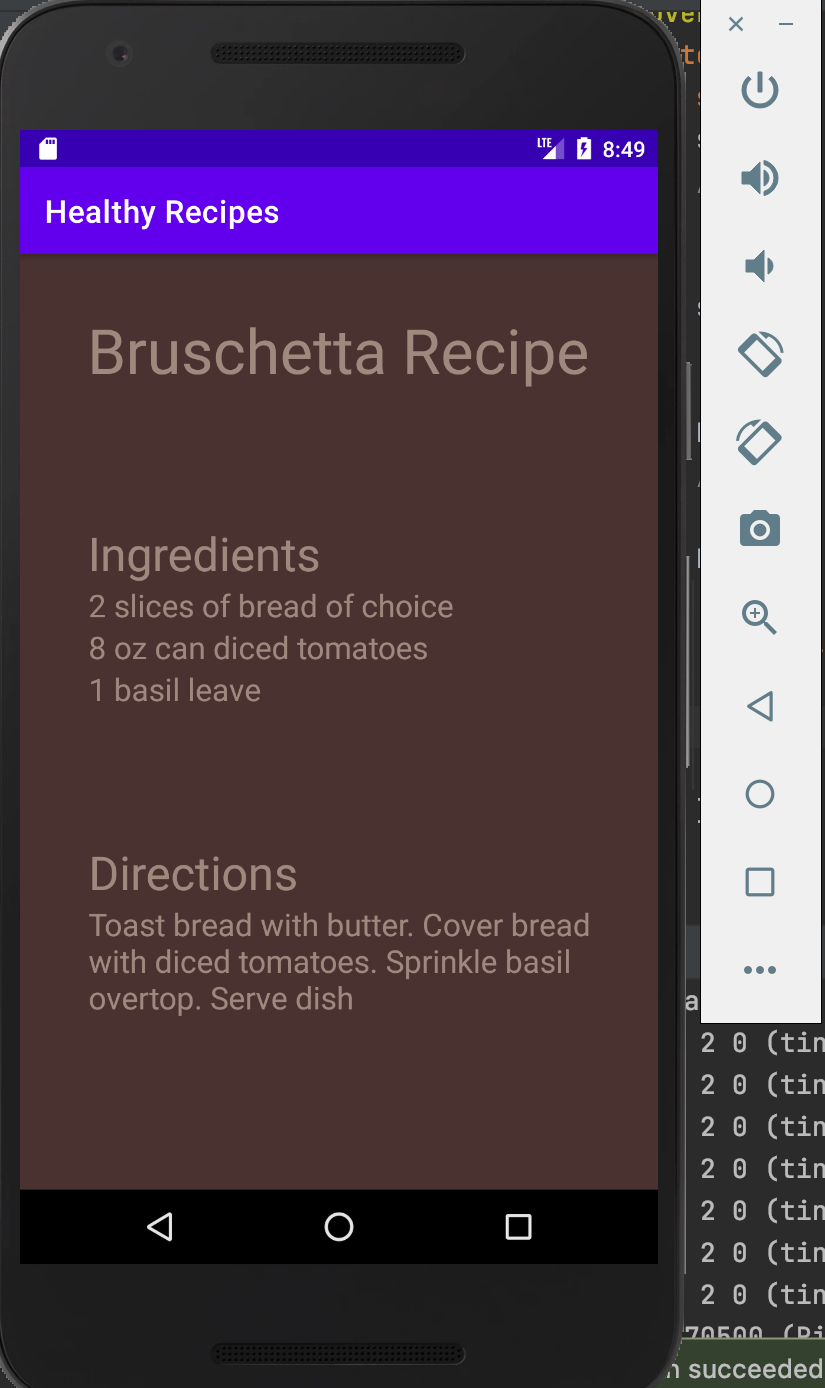 LTE 8:49
Healthy Recipes
Bruschetta Recipe
Ingredients
2 slices of bread of choice
8 oz can diced tomatoes
1 basil leave
Directions
Toast bread with butter. Cover bread
with diced tomatoes. Sprinkle basil
overtop. Serve dish
2 0 (tin
2 0 (tin
2 0 (tin
2 0 (tin
2 0 (tin
2 0 (tin
2 0 (tin
succeeded